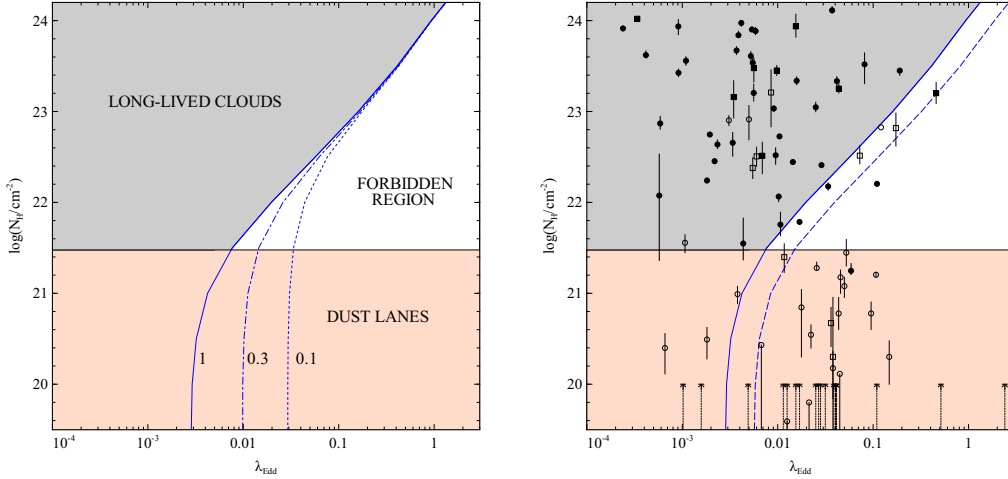 24
23
22
21
20
log(N_H/cm^-2)
LONG-LIVED CLOUDS
FORBIDDEN
REGION
DUST LANES
1
0.3
0.1
10^-4
10^-3
0.01
0.1
1
λ_Edd
24
23
22
21
20
log(N_H/cm^-2)
10^-4
10^-3
0.01
0.1
1
λ_Edd